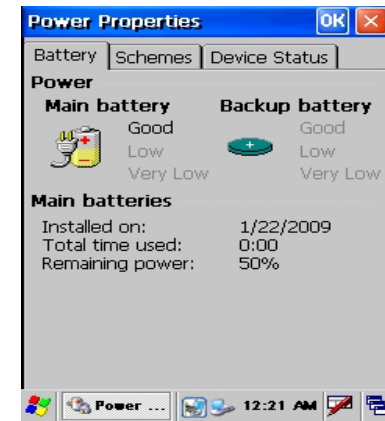 Power Properties OK
Battery Schemes Device Status
Power
Main battery Backup battery
Good Good
Low Low
Very Low Very Low
Main batteries
Installed on: 1/22/2009
Total time used: 0:00
Remaining power: 50%
Power ... 12:21 AM